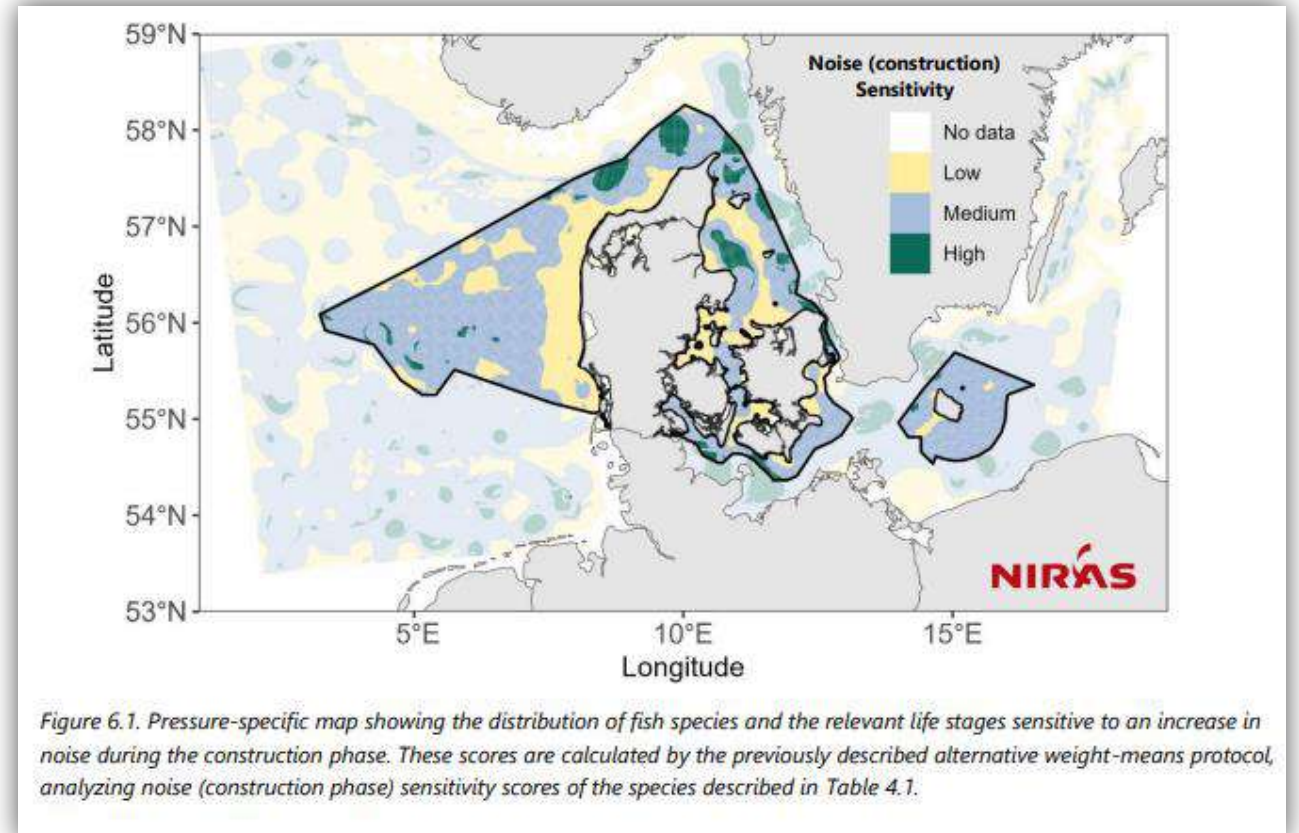 59°N
58°N
57°N
56°N
55°N
54°N
53°N
Latitude
Noise (construction)
Sensitivity
No data
Low
Medium
High
NIRAS
5°E
10°E
15°E
Longitude
Figure 6.1. Pressure-specific map showing the distribution of fish species and the relevant life stages sensitive to an increase in
noise during the construction phase. These scores are calculated by the previously described alternative weight-means protocol,
analyzing noise (construction phase) sensitivity scores of the species described in Table 4.1.